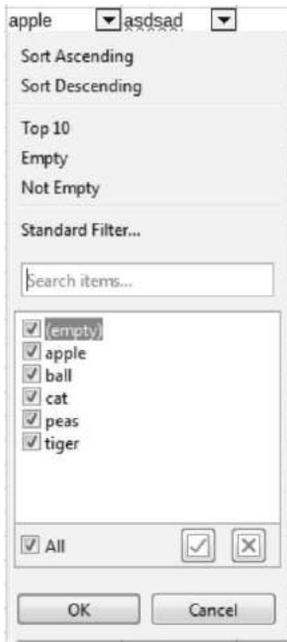 apple asdsad
Sort Ascending
Sort Descending
Top 10
Empty
Not Empty
Standard Filter...
Search items...
(empty)
apple
ball
cat
peas
tiger
All
OK Cancel